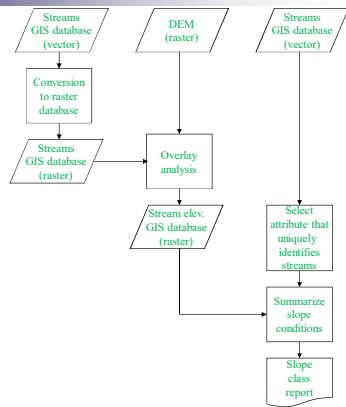 Streams
GIS database
(vector)
DEM
(raster)
Streams
GIS database
(vector)
Conversion
to raster
database
Streams
GIS database
(raster)
Overlay
analysis
Stream elev.
GIS database
(raster)
Select
attribute that
uniquely
identifies
streams
Summarize
slope
conditions
Slope
class
report